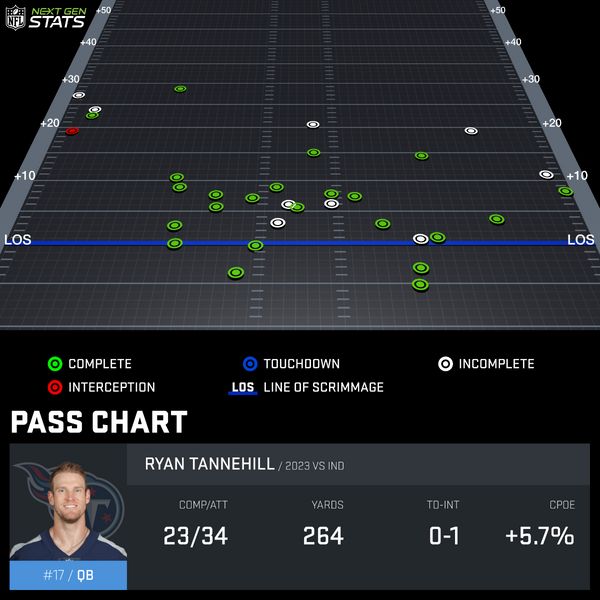 NFL NEXT GEN STATS
+50 +50
+40 +40
+30 +30
+20 +20
+10 +10
LOS LOS
COMPLETE TOUCHDOWN INCOMPLETE
INTERCEPTION LOS LINE OF SCRIMMAGE
PASS CHART
RYAN TANNEHILL / 2023 VS IND
COMP/ATT YARDS TD-INT CPOE
23/34 264 0-1 +5.7%
#17 / QB